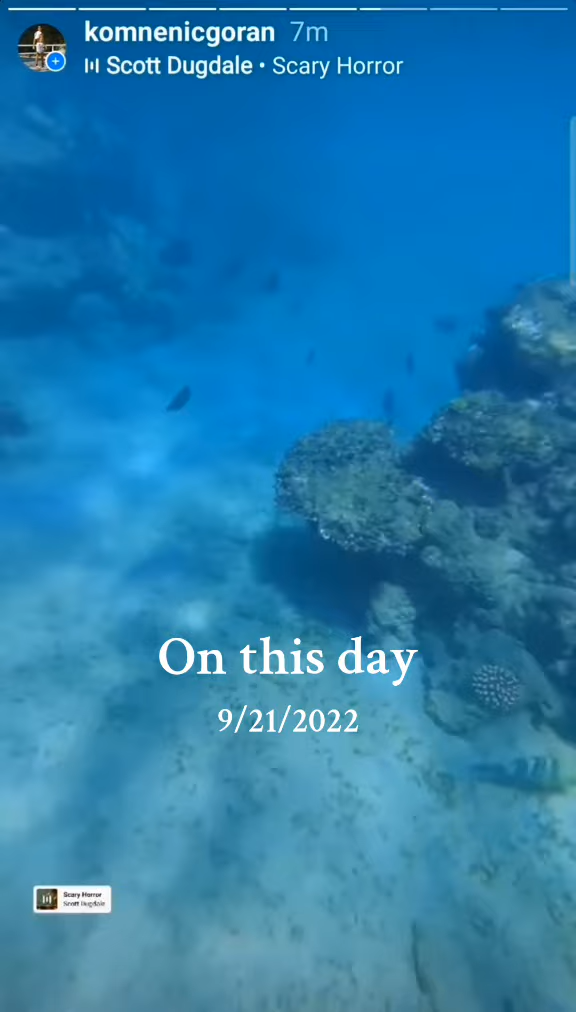 komnenicgoran 7m
Scott Dugdale • Scary Horror
On this day
9/21/2022
Scary Horror
Scott Dugdale